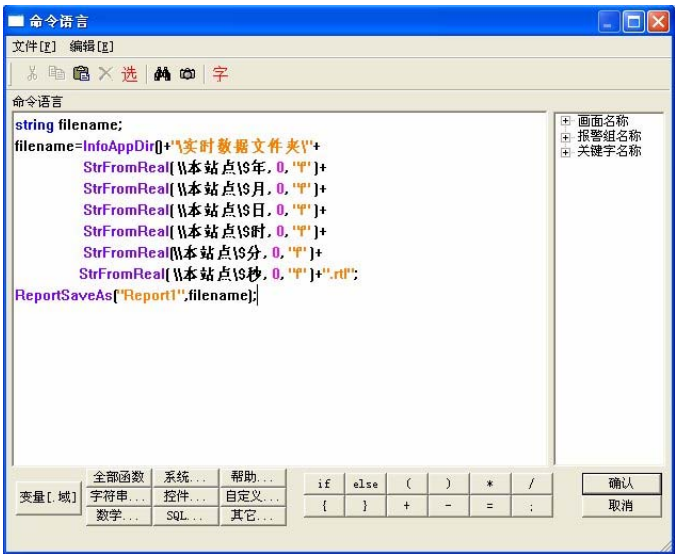 命令语言
文件[F] 编辑[E]
选 字
命令语言
string filename;
filename=InfoAppDir()+"\实时数据文件夹\"+
StrFromReal( \\本站点\$年, 0, "f" )+
StrFromReal( \\本站点\$月, 0, "f" )+
StrFromReal( \\本站点\$日, 0, "f" )+
StrFromReal( \\本站点\$时, 0, "f" )+
StrFromReal(\\本站点\$分, 0, "f" )+
StrFromReal( \\本站点\$秒, 0, "f" )+".rtl";
ReportSaveAs("Report1",filename);
画面名称
报警组名称
关键字名称
变量[.域]
全部函数 系统... 帮助...
字符串... 控件... 自定义...
数学... SQL... 其它...
if else ( ) * /
{ } + - = ;
确认
取消